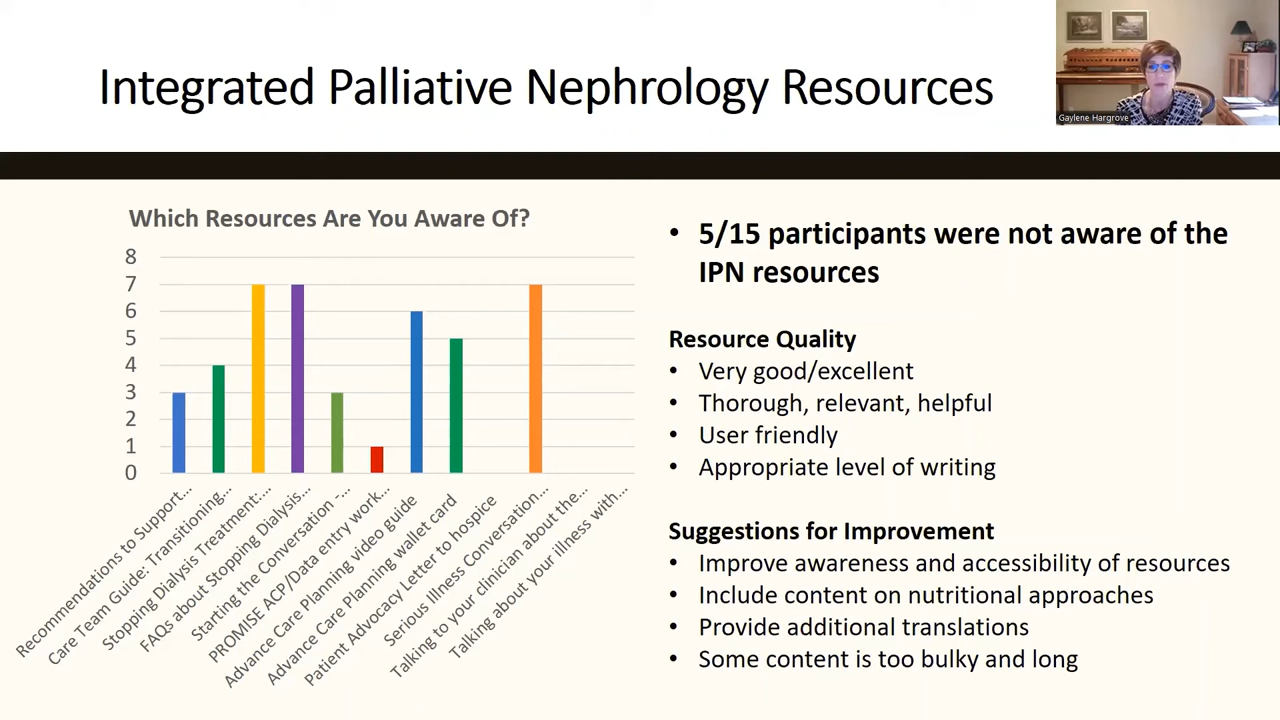 Integrated Palliative Nephrology Resources
Gaylene Hargrove
Which Resources Are You Aware Of?
8
7
6
5
4
3
2
1
0
Recommendations to Support...
Care Team Guide: Transitioning...
Stopping Dialysis Treatment:...
FAQs about Stopping Dialysis...
Starting the Conversation -...
PROMISE ACP/Data entry work...
Advance Care Planning video guide
Advance Care Planning wallet card
Patient Advocacy Letter to hospice
Serious Illness Conversation...
Talking to your clinician about the...
Talking about your illness with...
• 5/15 participants were not aware of the
IPN resources
Resource Quality
• Very good/excellent
• Thorough, relevant, helpful
• User friendly
• Appropriate level of writing
Suggestions for Improvement
• Improve awareness and accessibility of resources
• Include content on nutritional approaches
• Provide additional translations
• Some content is too bulky and long